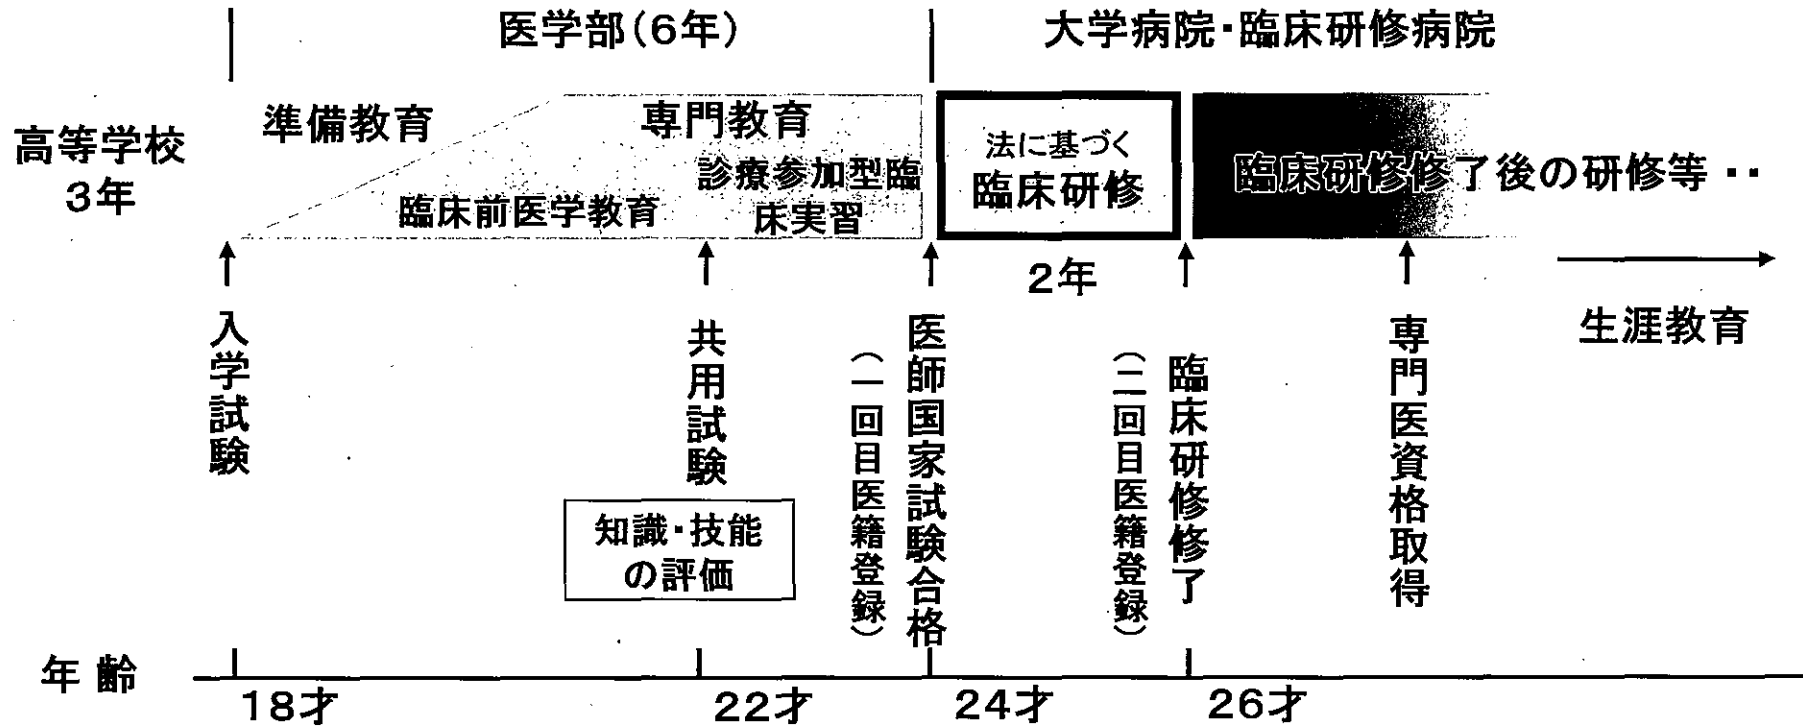 医学部(6年)
大学病院・臨床研修病院
高等学校
3年
準備教育
専門教育
臨床前医学教育
診療参加型臨
床実習
法に基づく
臨床研修
臨床研修修了後の研修等・・
2年
入学試験
共用試験
知識・技能
の評価
医師国家試験合格
(一回目医籍登録)
臨床研修修了
(二回目医籍登録)
専門医資格取得
生涯教育
年齢
18才
22才
24才
26才